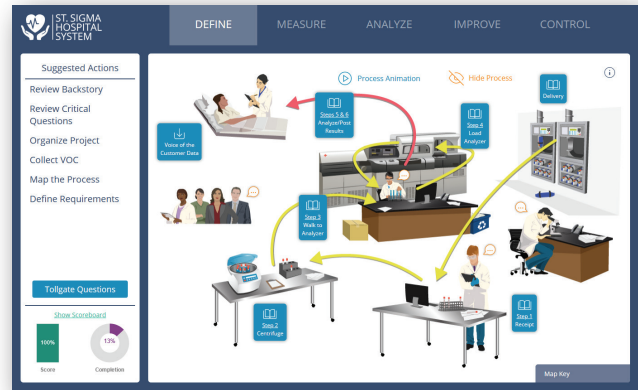 ST. SIGMA
HOSPITAL
SYSTEM
DEFINE
MEASURE
ANALYZE
IMPROVE
CONTROL
Suggested Actions
Review Backstory
Review Critical
Questions
Organize Project
Collect VOC
Map the Process
Define Requirements
Tollgate Questions
Show Scoreboard
100%
13%
Score
Completion
Process Animation
Hide Process
Voice of the
Customer Data
Steps 5 & 6
Analyze/Post
Results
Step 4
Load
Analyzer
Delivery
Step 3
Walk to
Analyzer
Step 2
Centrifuge
Step 1
Receipt
Map Key